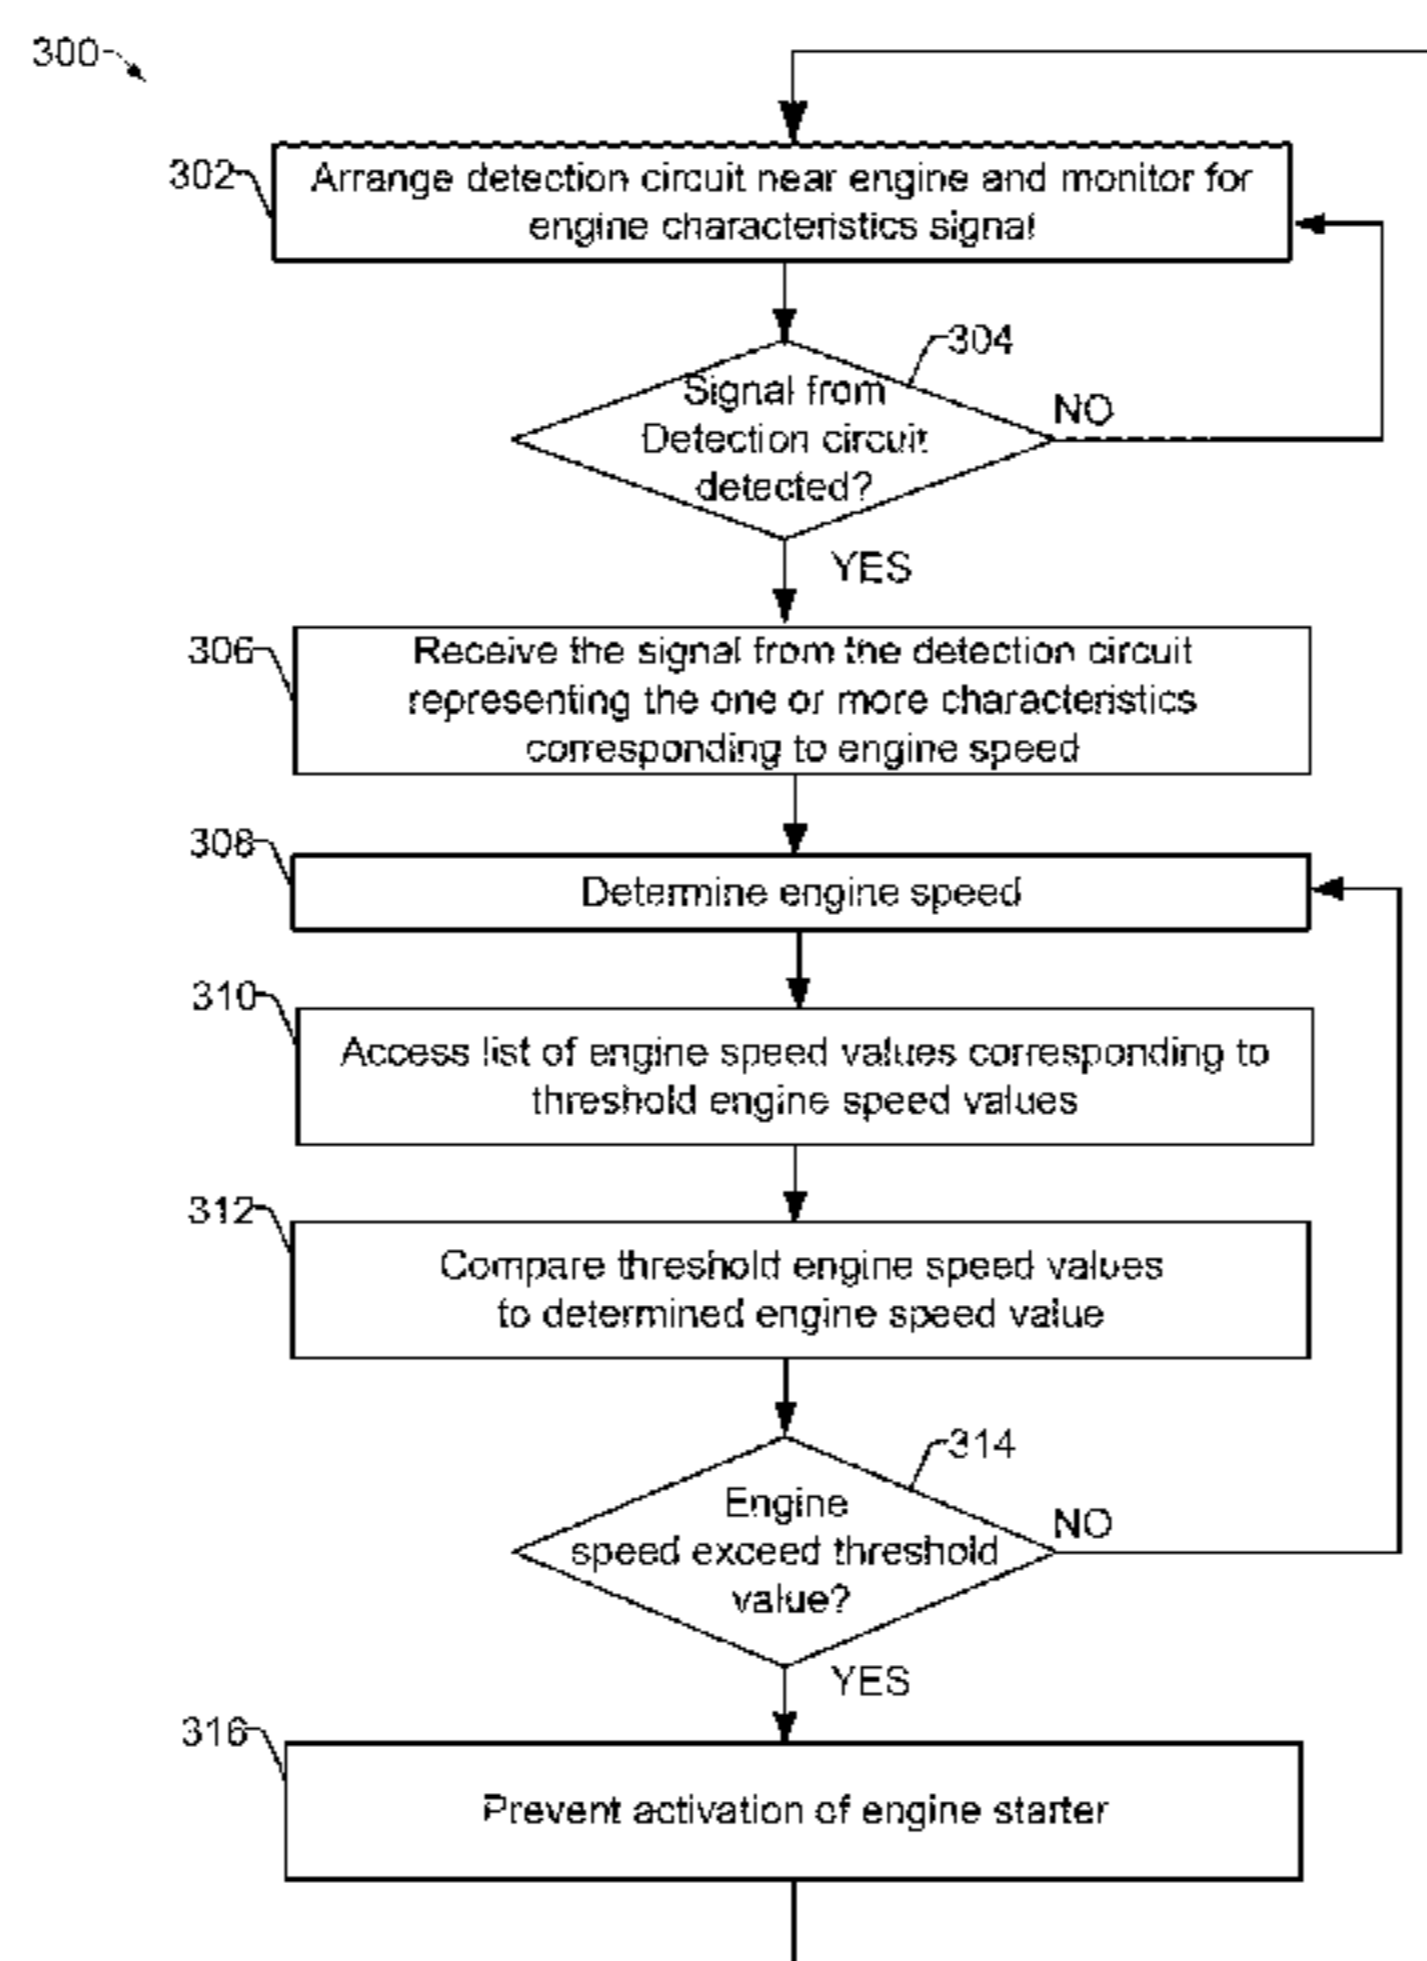 300
302
Arrange detection circuit near engine and monitor for
engine characteristics signal
304
Signal from
Detection circuit
detected?
NO
YES
306
Receive the signal from the detection circuit
representing the one or more characteristics
corresponding to engine speed
308
Determine engine speed
310
Access list of engine speed values corresponding to
threshold engine speed values
312
Compare threshold engine speed values
to determined engine speed value
314
Engine
speed exceed threshold
value?
NO
YES
316
Prevent activation of engine starter